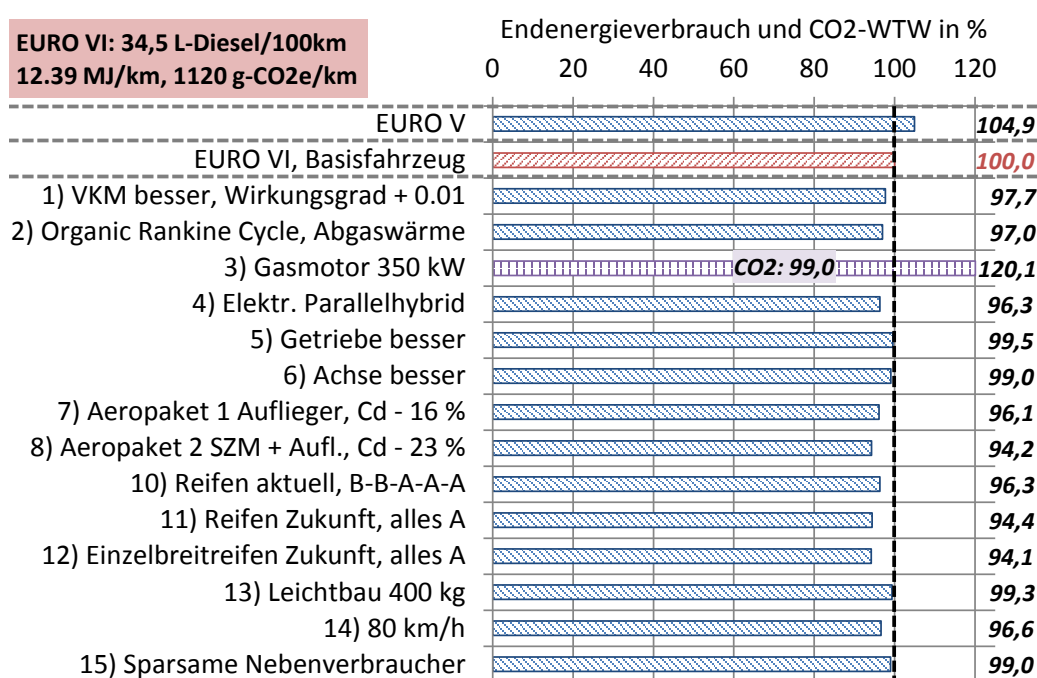 EURO VI: 34,5 L-Diesel/100km
12.39 MJ/km, 1120 g-CO2e/km
Endenergieverbrauch und CO2-WTW in %
0 20 40 60 80 100 120
EURO V 104,9
EURO VI, Basisfahrzeug 100,0
1) VKM besser, Wirkungsgrad + 0.01 97,7
2) Organic Rankine Cycle, Abgaswärme 97,0
3) Gasmotor 350 kW CO2: 99,0 120,1
4) Elektr. Parallelhybrid 96,3
5) Getriebe besser 99,5
6) Achse besser 99,0
7) Aeropaket 1 Auflieger, Cd - 16 % 96,1
8) Aeropaket 2 SZM + Aufl., Cd - 23 % 94,2
10) Reifen aktuell, B-B-A-A-A 96,3
11) Reifen Zukunft, alles A 94,4
12) Einzelbreitreifen Zukunft, alles A 94,1
13) Leichtbau 400 kg 99,3
14) 80 km/h 96,6
15) Sparsame Nebenverbraucher 99,0